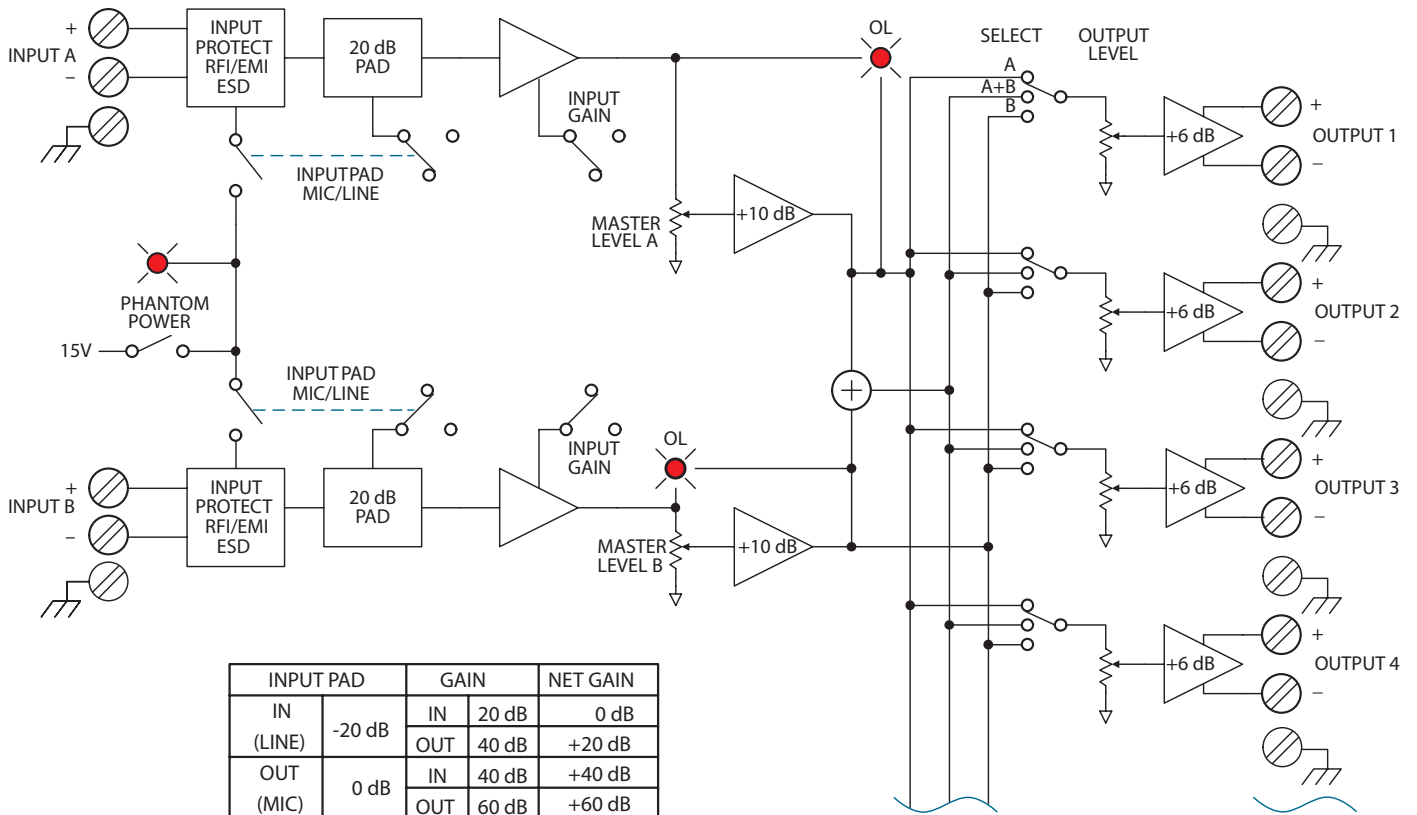 +
INPUT A
−
INPUT
PROTECT
RFI/EMI
ESD
20 dB
PAD
INPUT
GAIN
OL
SELECT
OUTPUT
LEVEL
A
A+B
B
+6 dB
+
OUTPUT 1
−
INPUT PAD
MIC/LINE
MASTER
LEVEL A
+10 dB
PHANTOM
POWER
15V
+6 dB
+
OUTPUT 2
−
INPUT PAD
MIC/LINE
+
INPUT B
−
INPUT
PROTECT
RFI/EMI
ESD
20 dB
PAD
INPUT
GAIN
OL
MASTER
LEVEL B
+10 dB
+6 dB
+
OUTPUT 3
−
+6 dB
+
OUTPUT 4
−
INPUT PAD GAIN NET GAIN
IN (LINE) -20 dB IN 20 dB 0 dB
OUT 40 dB +20 dB
OUT (MIC) 0 dB IN 40 dB +40 dB
OUT 60 dB +60 dB